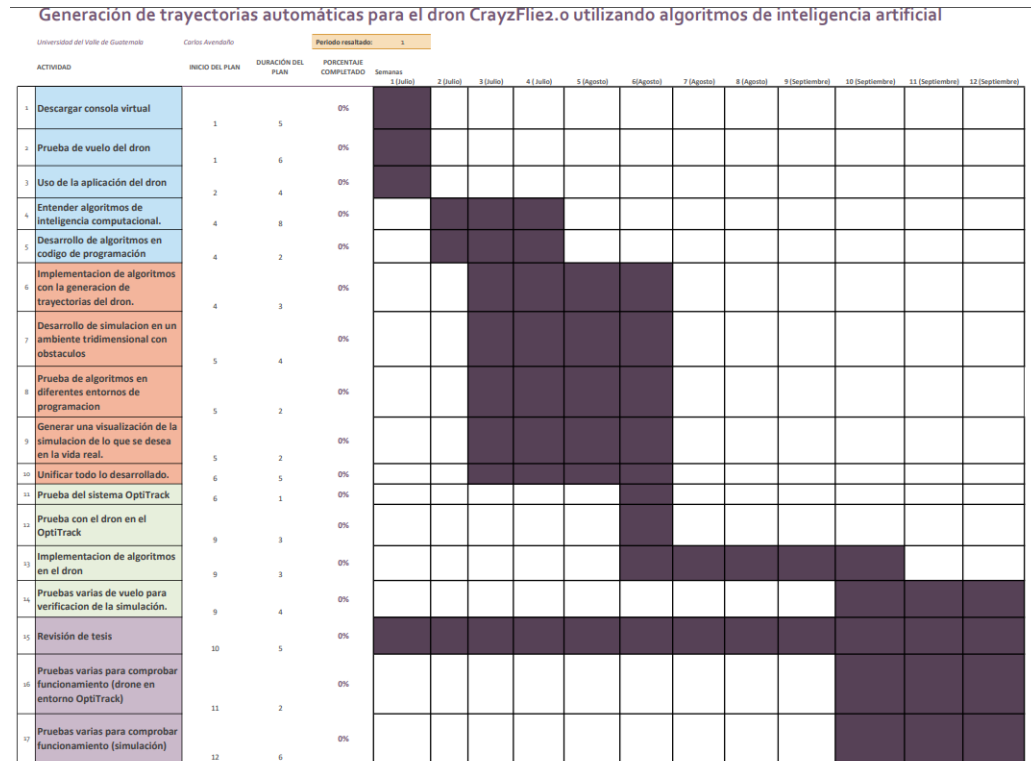 Generación de trayectorias automáticas para el dron CrayzFlie2.0 utilizando algoritmos de inteligencia artificial
Universidad del Valle de Guatemala
Carlos Avendaño
Periodo resaltado: 1
ACTIVIDAD
INICIO DEL PLAN
DURACIÓN DEL
PLAN
PORCENTAJE
COMPLETADO
Semanas
1 (Julio) 2 (Julio) 3 (Julio) 4 ( Julio) 5 (Agosto) 6(Agosto) 7 (Agosto) 8 (Agosto) 9 (Septiembre) 10 (Septiembre) 11 (Septiembre) 12 (Septiembre)
1 Descargar consola virtual 1 5 0%
2 Prueba de vuelo del dron 1 6 0%
3 Uso de la aplicación del dron 2 4 0%
4 Entender algoritmos de
inteligencia computacional. 4 8 0%
5 Desarrollo de algoritmos en
codigo de programación 4 2 0%
6 Implementacion de algoritmos
con la generacion de
trayectorias del dron. 4 3 0%
7 Desarrollo de simulacion en un
ambiente tridimensional con
obstaculos 5 4 0%
8 Prueba de algoritmos en
diferentes entornos de
programacion 5 2 0%
9 Generar una visualización de la
simulacion de lo que se desea
en la vida real. 5 2 0%
10 Unificar todo lo desarrollado. 6 5 0%
11 Prueba del sistema OptiTrack 6 1 0%
12 Prueba con el dron en el
OptiTrack 9 3 0%
13 Implementacion de algoritmos
en el dron 9 3 0%
14 Pruebas varias de vuelo para
verificacion de la simulación. 9 4 0%
15 Revisión de tesis 10 5 0%
16 Pruebas varias para comprobar
funcionamiento (drone en
entorno OptiTrack) 11 2 0%
17 Pruebas varias para comprobar
funcionamiento (simulación) 12 6 0%